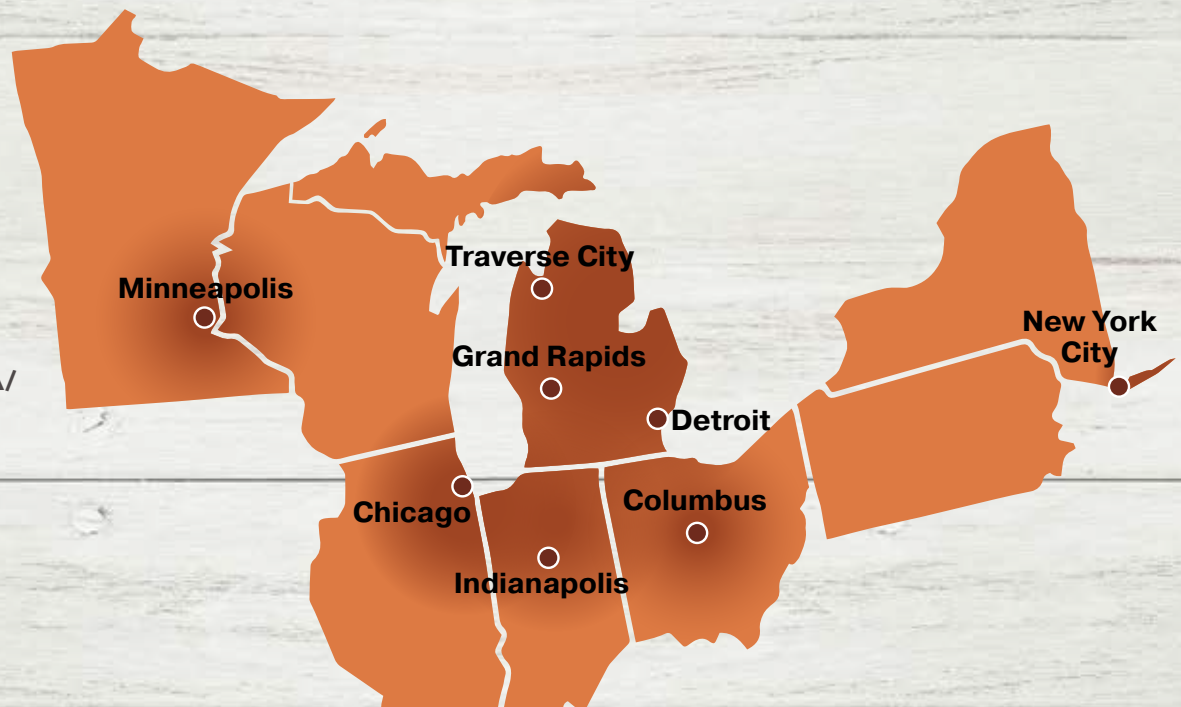 Traverse City
Minneapolis
New York
City
Grand Rapids
A/
Detroit
Columbus
Chicago
Indianapolis